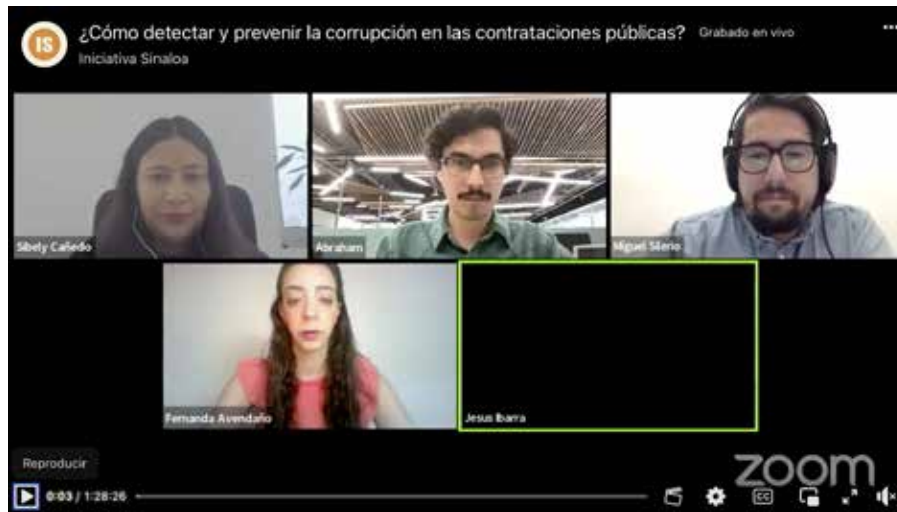 IS
¿Cómo detectar y prevenir la corrupción en las contrataciones públicas? Grabado en vivo
Iniciativa Sinaloa
Sibely Cañedo
Abraham
Miguel Silerio
Fernanda Avendaño
Jesus Ibarra
Reproducir
zoom
0:03 / 1:28:26
CC